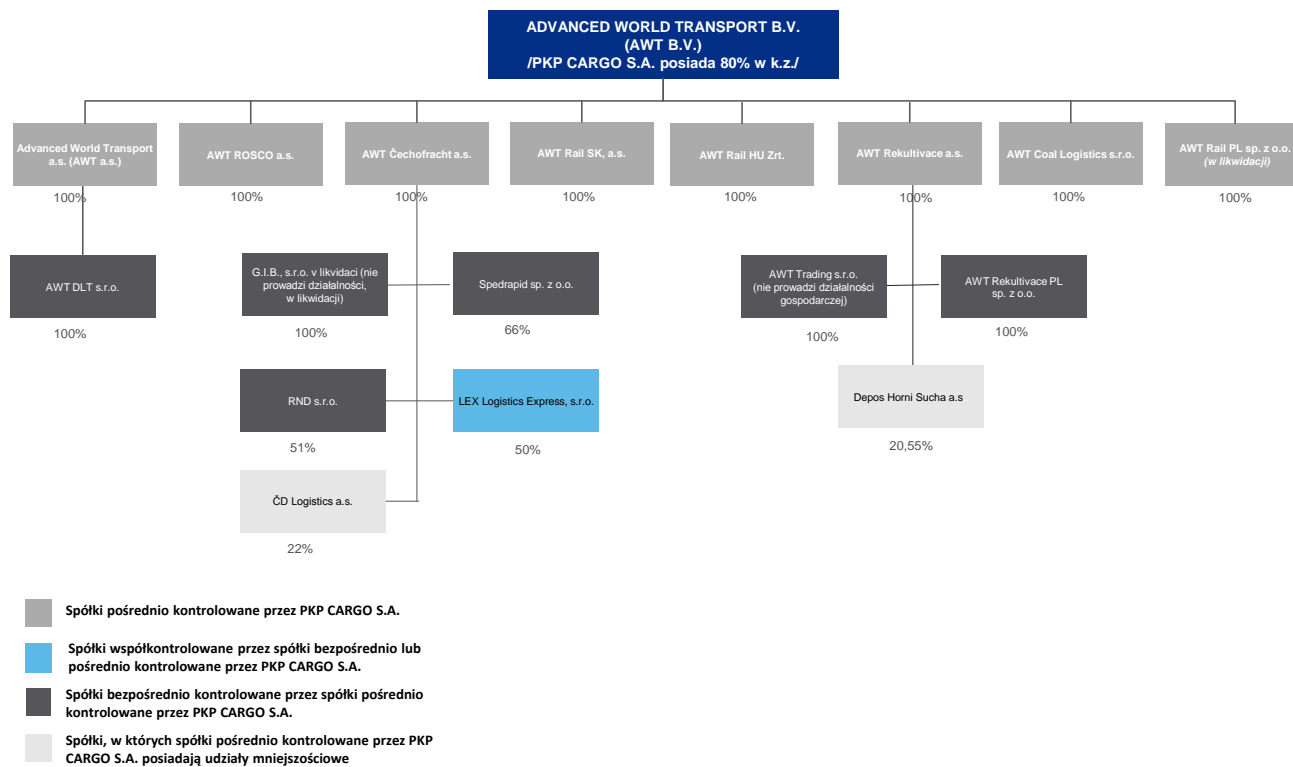 ADVANCED WORLD TRANSPORT B.V.
(AWT B.V.)
/PKP CARGO S.A. posiada 80% w k.z./
Advanced World Transport
a.s. (AWT a.s.)
100%
AWT ROSCO a.s.
100%
AWT Čechofracht a.s.
100%
AWT Rail SK, a.s.
100%
AWT Rail HU Zrt.
100%
AWT Rekultivace a.s.
100%
AWT Coal Logistics s.r.o.
100%
AWT Rail PL sp. z o.o.
(w likwidacji)
100%
AWT DLT s.r.o.
100%
G.I.B., s.r.o. v likvidaci (nie
prowadzi działalności,
w likwidacji)
100%
Spedrapid sp. z o.o.
66%
AWT Trading s.r.o.
(nie prowadzi działalności
gospodarczej)
100%
AWT Rekultivace PL
sp. z o.o.
100%
RND s.r.o.
51%
LEX Logistics Express, s.r.o.
50%
Depos Horni Sucha a.s
20,55%
ČD Logistics a.s.
22%
Spółki pośrednio kontrolowane przez PKP CARGO S.A.
Spółki współkontrolowane przez spółki bezpośrednio lub
pośrednio kontrolowane przez PKP CARGO S.A.
Spółki bezpośrednio kontrolowane przez spółki pośrednio
kontrolowane przez PKP CARGO S.A.
Spółki, w których spółki pośrednio kontrolowane przez PKP
CARGO S.A. posiadają udziały mniejszościowe